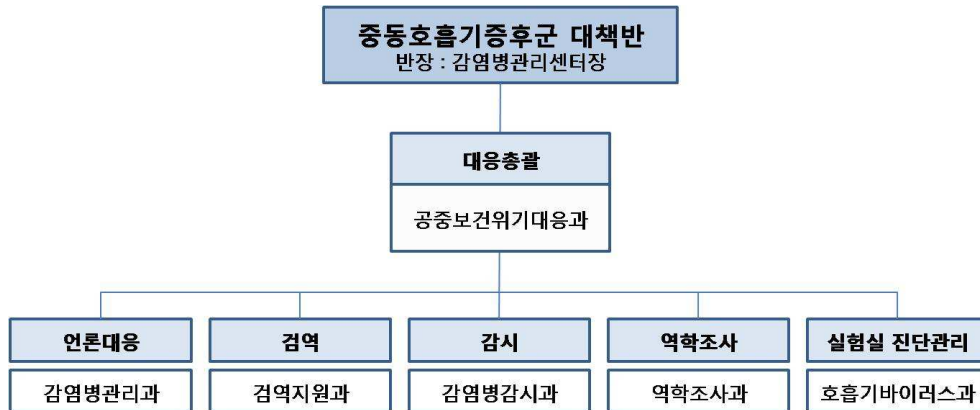 중동호흡기증후군 대책반
반장 : 감염병관리센터장
대응총괄
공중보건위기대응과
언론대응
검역
감시
역학조사
실험실 진단관리
감염병관리과
검역지원과
감염병감시과
역학조사과
호흡기바이러스과